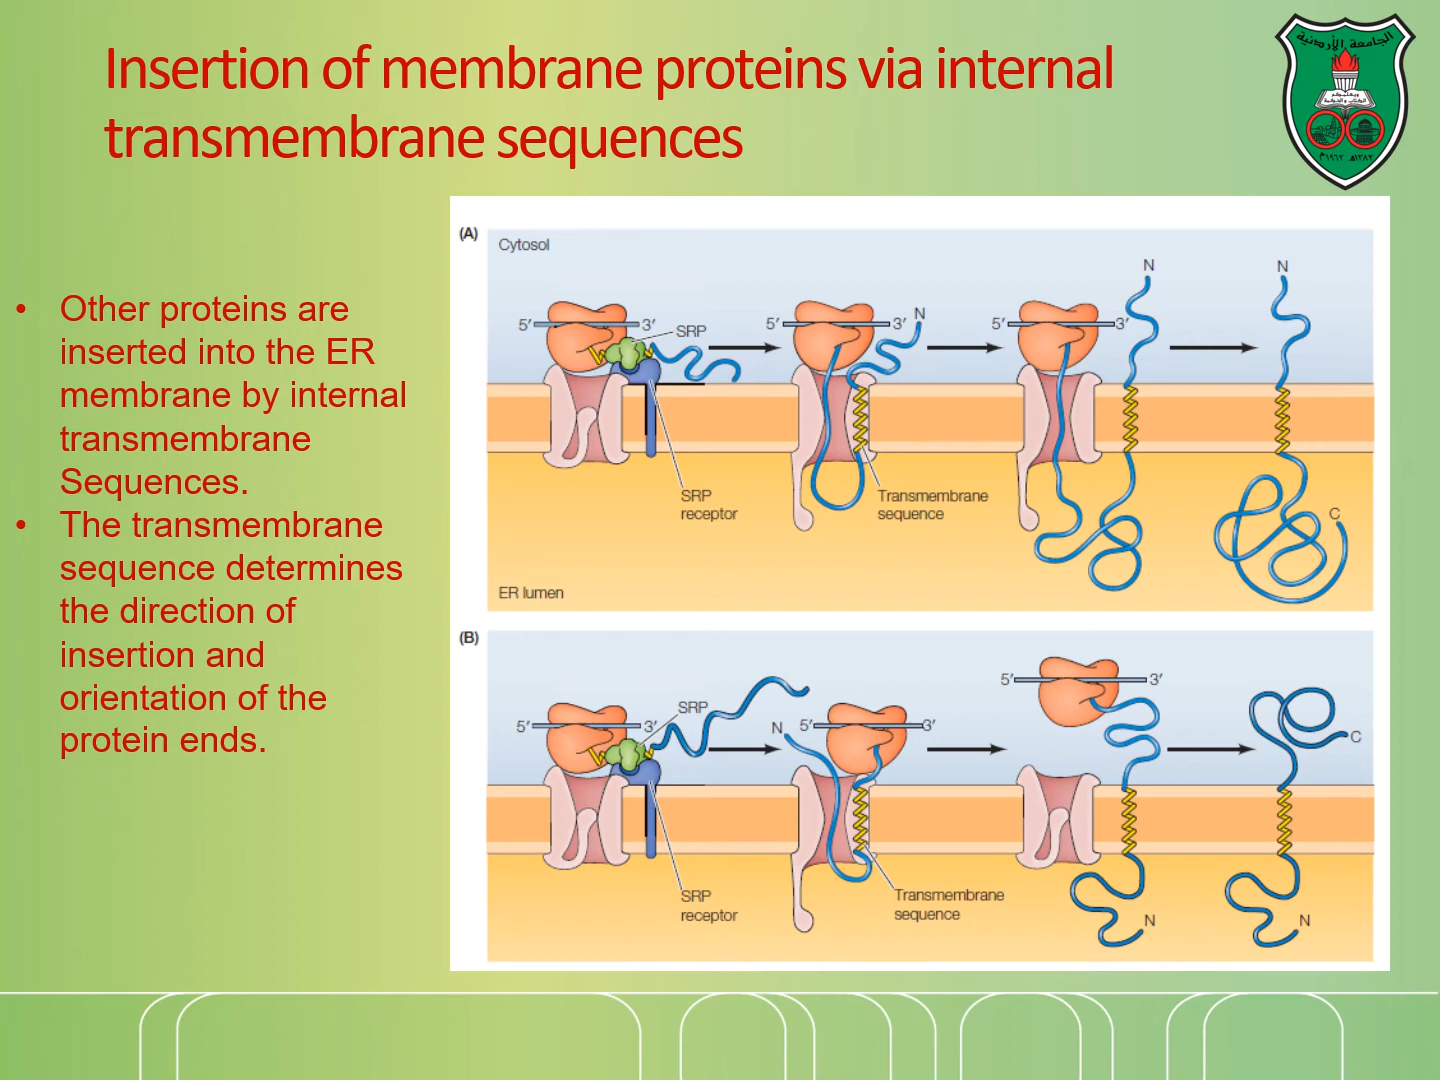 Insertion of membrane proteins via internal
transmembrane sequences
الجامعة الأردنية
• Other proteins are
inserted into the ER
membrane by internal
transmembrane
Sequences.
• The transmembrane
sequence determines
the direction of
insertion and
orientation of the
protein ends.
(A)
Cytosol
5′ 3′ SRP
5′ 3′ N
5′ 3′ N
N
SRP
receptor
Transmembrane
sequence
C
ER lumen
(B)
5′ 3′ SRP
N 5′ 3′
5′ 3′
C
SRP
receptor
Transmembrane
sequence
N
N